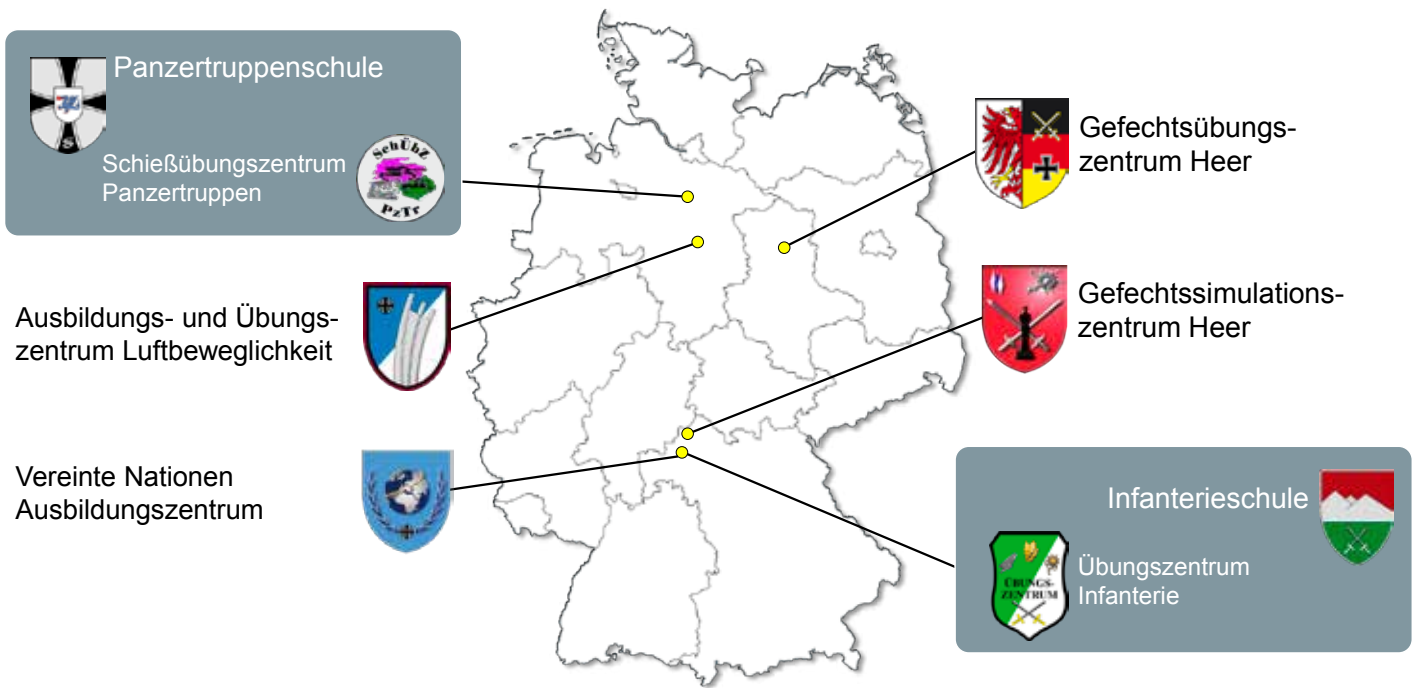 Panzertruppenschule
S
Schießübungszentrum
Panzertruppen
SchÜbZ
PzTr
Ausbildungs- und Übungs-
zentrum Luftbeweglichkeit
Vereinte Nationen
Ausbildungszentrum
Gefechtsübungs-
zentrum Heer
Gefechtssimulations-
zentrum Heer
Infanterieschule
ÜBUNGS-
ZENTRUM
Übungszentrum
Infanterie